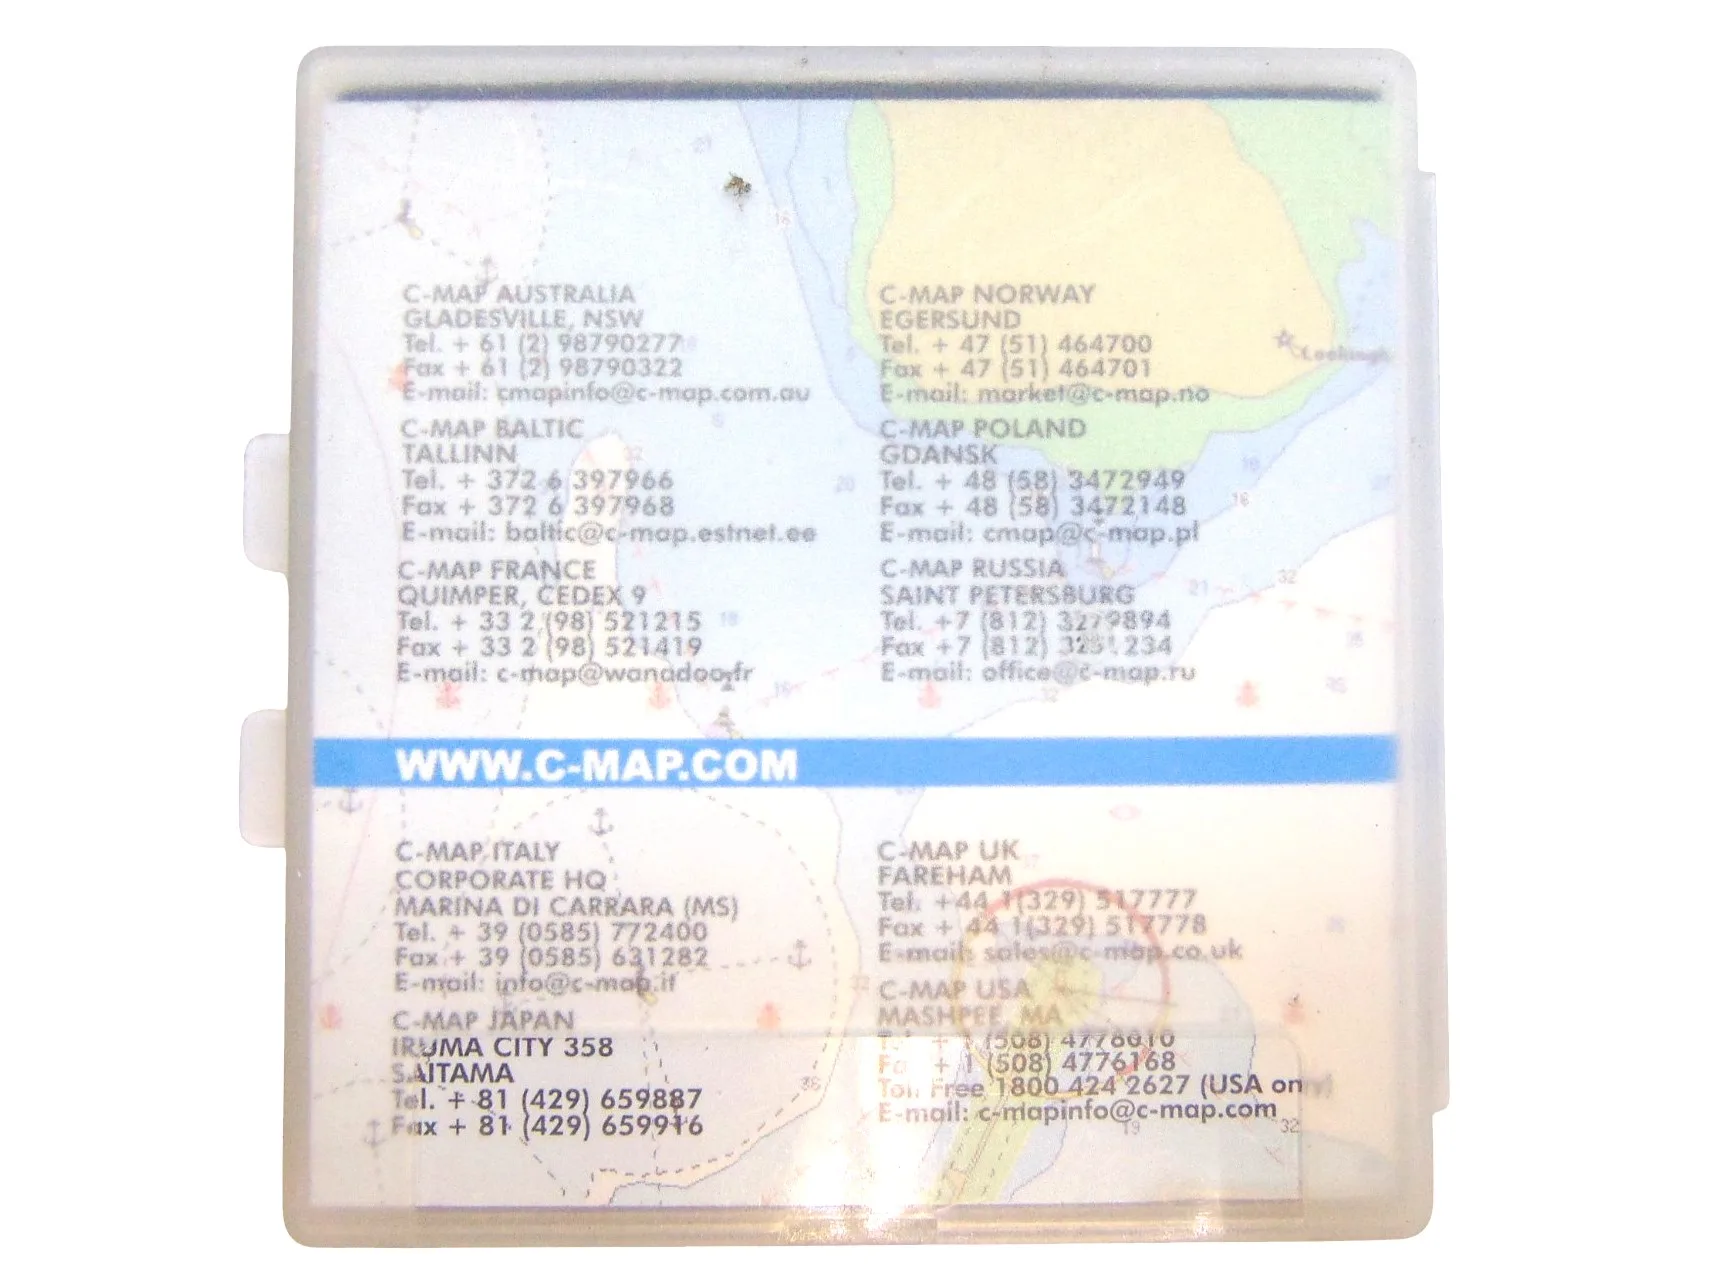 C-MAP AUSTRALIA
GLADESVILLE, NSW
Tel. + 61 (2) 98790277
Fax + 61 (2) 98790322
E-mail: cmapinfo@c-map.com.au
C-MAP BALTIC
TALLINN
Tel. + 372 6 397966
Fax + 372 6 397968
E-mail: baltic@c-map.estnet.ee
C-MAP FRANCE
QUIMPER, CEDEX 9
Tel. + 33 2 (98) 521215
Fax + 33 2 (98) 521419
E-mail: c-map@wanadoo.fr
C-MAP NORWAY
EGERSUND
Tel. + 47 (51) 464700
Fax + 47 (51) 464701
E-mail: market@c-map.no
C-MAP POLAND
GDANSK
Tel. + 48 (58) 3472949
Fax + 48 (58) 3472148
E-mail: cmap@c-map.pl
C-MAP RUSSIA
SAINT PETERSBURG
Tel. +7 (812) 3279894
Fax +7 (812) 3251234
E-mail: office@c-map.ru
WWW.C-MAP.COM
C-MAP ITALY
CORPORATE HQ
MARINA DI CARRARA (MS)
Tel. + 39 (0585) 772400
Fax + 39 (0585) 631282
E-mail: info@c-map.it
C-MAP JAPAN
IRUMA CITY 358
SAITAMA
Tel. + 81 (429) 659887
Fax + 81 (429) 659916
C-MAP UK
FAREHAM
Tel. +44 1(329) 517777
Fax + 44 1(329) 517778
E-mail: sales@c-map.co.uk
C-MAP USA
MASHPEE, MA
Tel. + 1 (508) 4778010
Fax + 1 (508) 4776168
Toll Free 1800 424 2627 (USA only)
E-mail: c-mapinfo@c-map.com